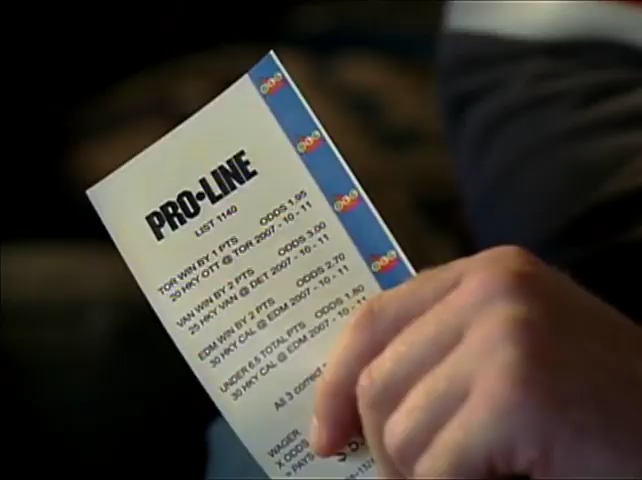 PRO•LINE
LIST 1140
TOR WIN BY 1 PTS ODDS 1.95
20 HKY OTT @ TOR 2007 - 10 - 11
VAN WIN BY 2 PTS ODDS 3.00
25 HKY VAN @ DET 2007 - 10 - 11
EDM WIN BY 2 PTS ODDS 2.70
30 HKY CAL @ EDM 2007 - 10 - 11
UNDER 6.5 TOTAL PTS ODDS 1.80
30 HKY CAL @ EDM 2007 - 10 - 11
All 3 correct
WAGER
X ODDS
= PAYS $